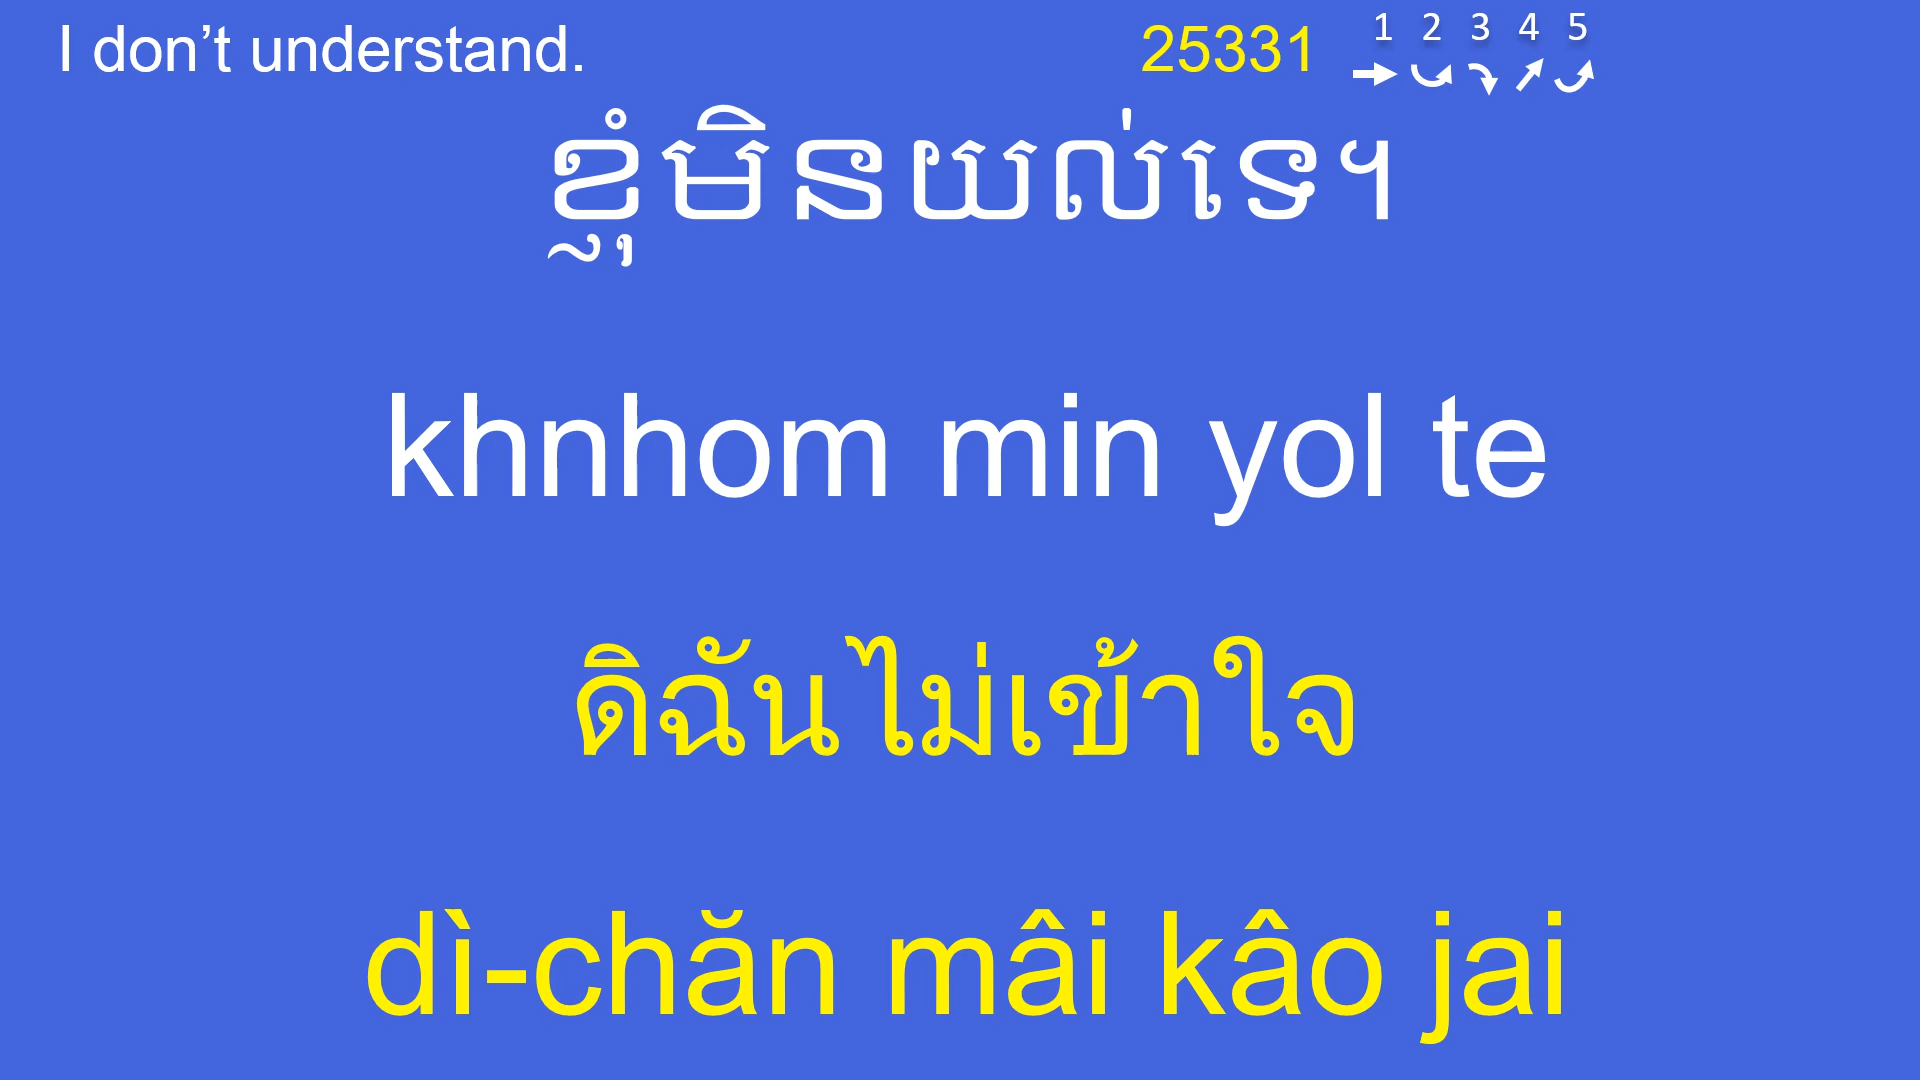 I don’t understand. 25331 1 2 3 4 5
ខ្ញុំមិនយល់ទេ។
khnhom min yol te
ดิฉันไม่เข้าใจ
dì-chăn mâi kâo jai